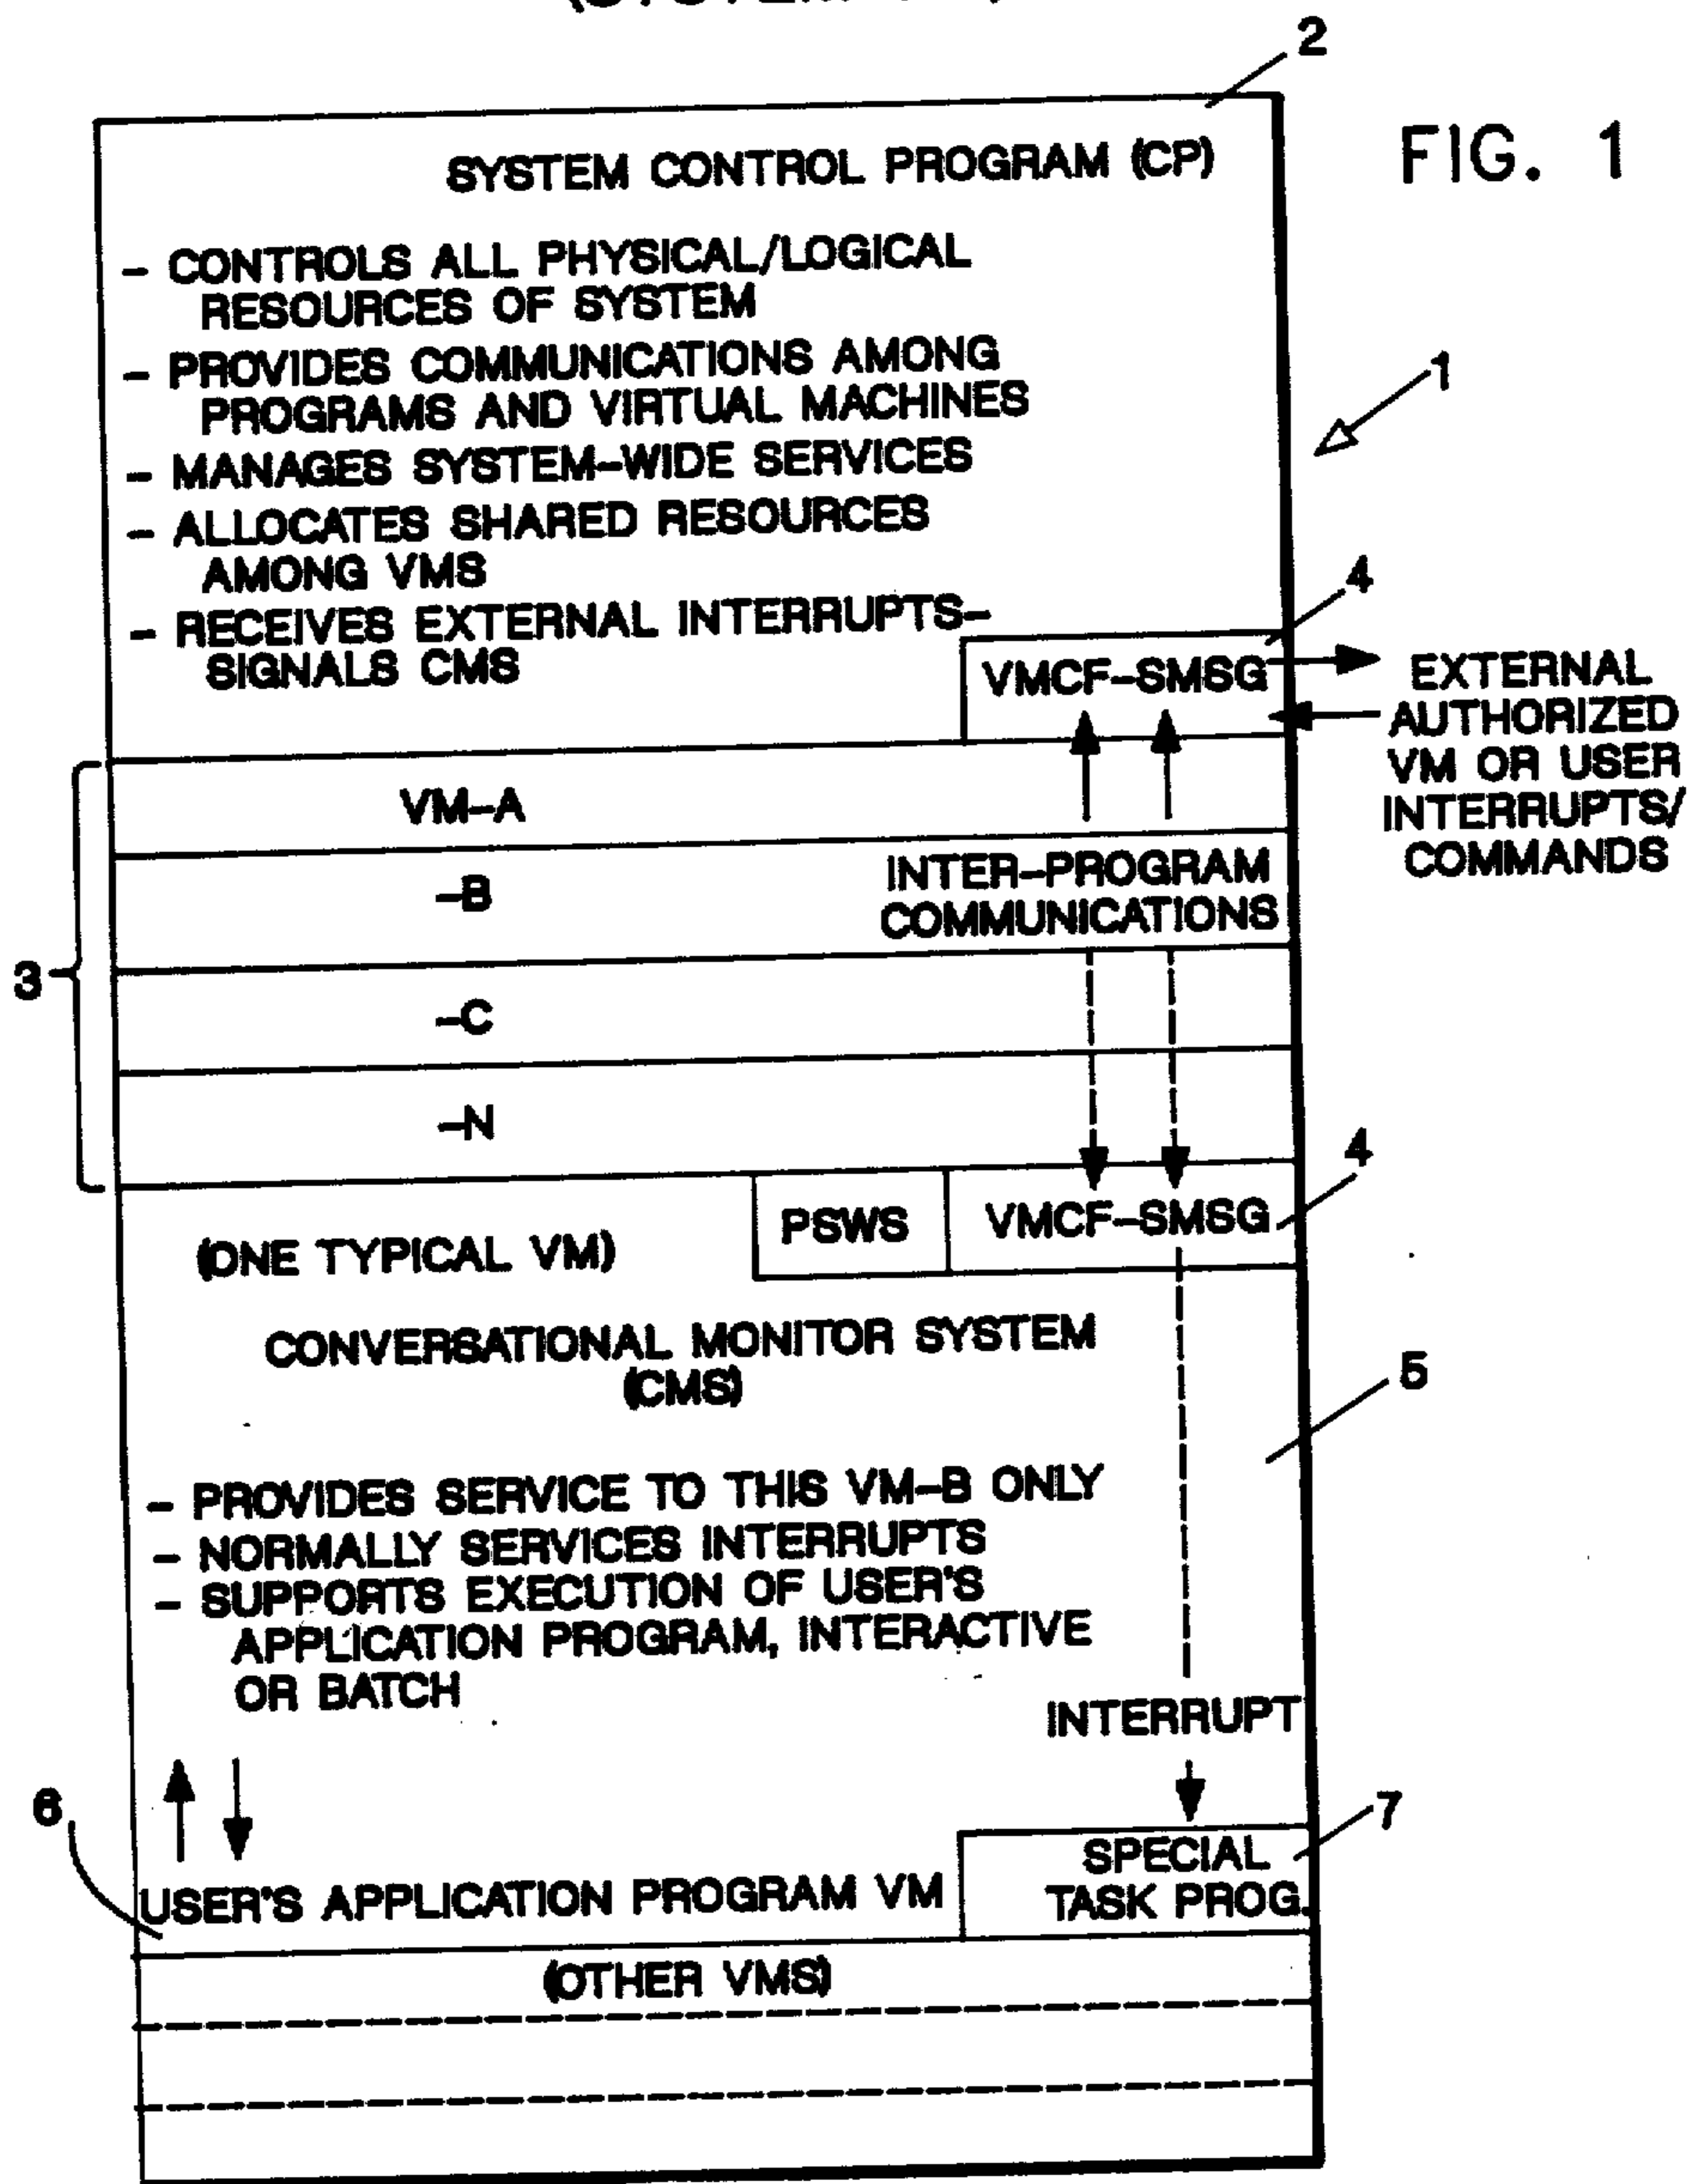 2
FIG. 1
SYSTEM CONTROL PROGRAM (CP)
- CONTROLS ALL PHYSICAL/LOGICAL
RESOURCES OF SYSTEM
- PROVIDES COMMUNICATIONS AMONG
PROGRAMS AND VIRTUAL MACHINES
1
- MANAGES SYSTEM-WIDE SERVICES
- ALLOCATES SHARED RESOURCES
AMONG VMS
4
- RECEIVES EXTERNAL INTERRUPTS-
SIGNALS CMS
VMCF-SMSG
EXTERNAL
AUTHORIZED
VM OR USER
INTERRUPTS/
COMMANDS
3
VM-A
-B
INTER-PROGRAM
COMMUNICATIONS
-C
-N
4
(ONE TYPICAL VM)
PSWS
VMCF-SMSG
CONVERSATIONAL MONITOR SYSTEM
(CMS)
5
- PROVIDES SERVICE TO THIS VM-B ONLY
- NORMALLY SERVICES INTERRUPTS
- SUPPORTS EXECUTION OF USER'S
APPLICATION PROGRAM, INTERACTIVE
OR BATCH
INTERRUPT
6
7
USER'S APPLICATION PROGRAM VM
SPECIAL
TASK PROG.
(OTHER VMS)